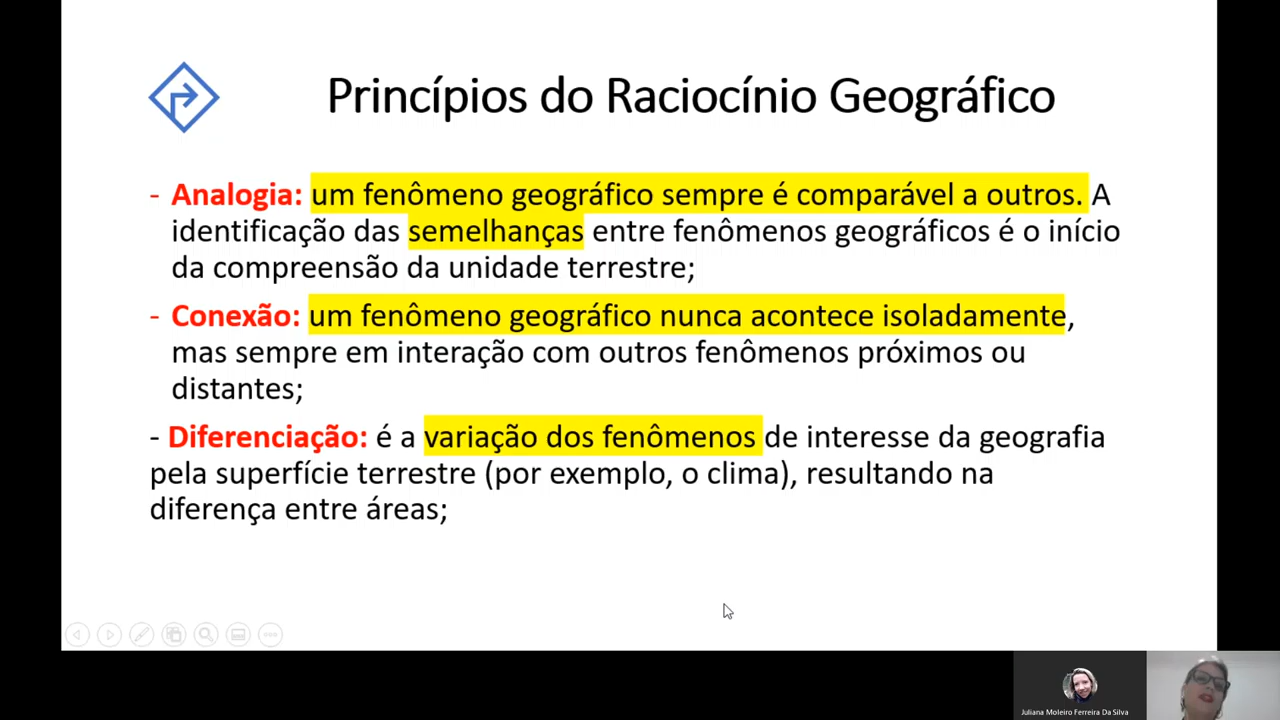 Princípios do Raciocínio Geográfico
- Analogia: um fenômeno geográfico sempre é comparável a outros. A
identificação das semelhanças entre fenômenos geográficos é o início
da compreensão da unidade terrestre;
- Conexão: um fenômeno geográfico nunca acontece isoladamente,
mas sempre em interação com outros fenômenos próximos ou
distantes;
- Diferenciação: é a variação dos fenômenos de interesse da geografia
pela superfície terrestre (por exemplo, o clima), resultando na
diferença entre áreas;
Juliana Moleiro Ferreira Da Silva